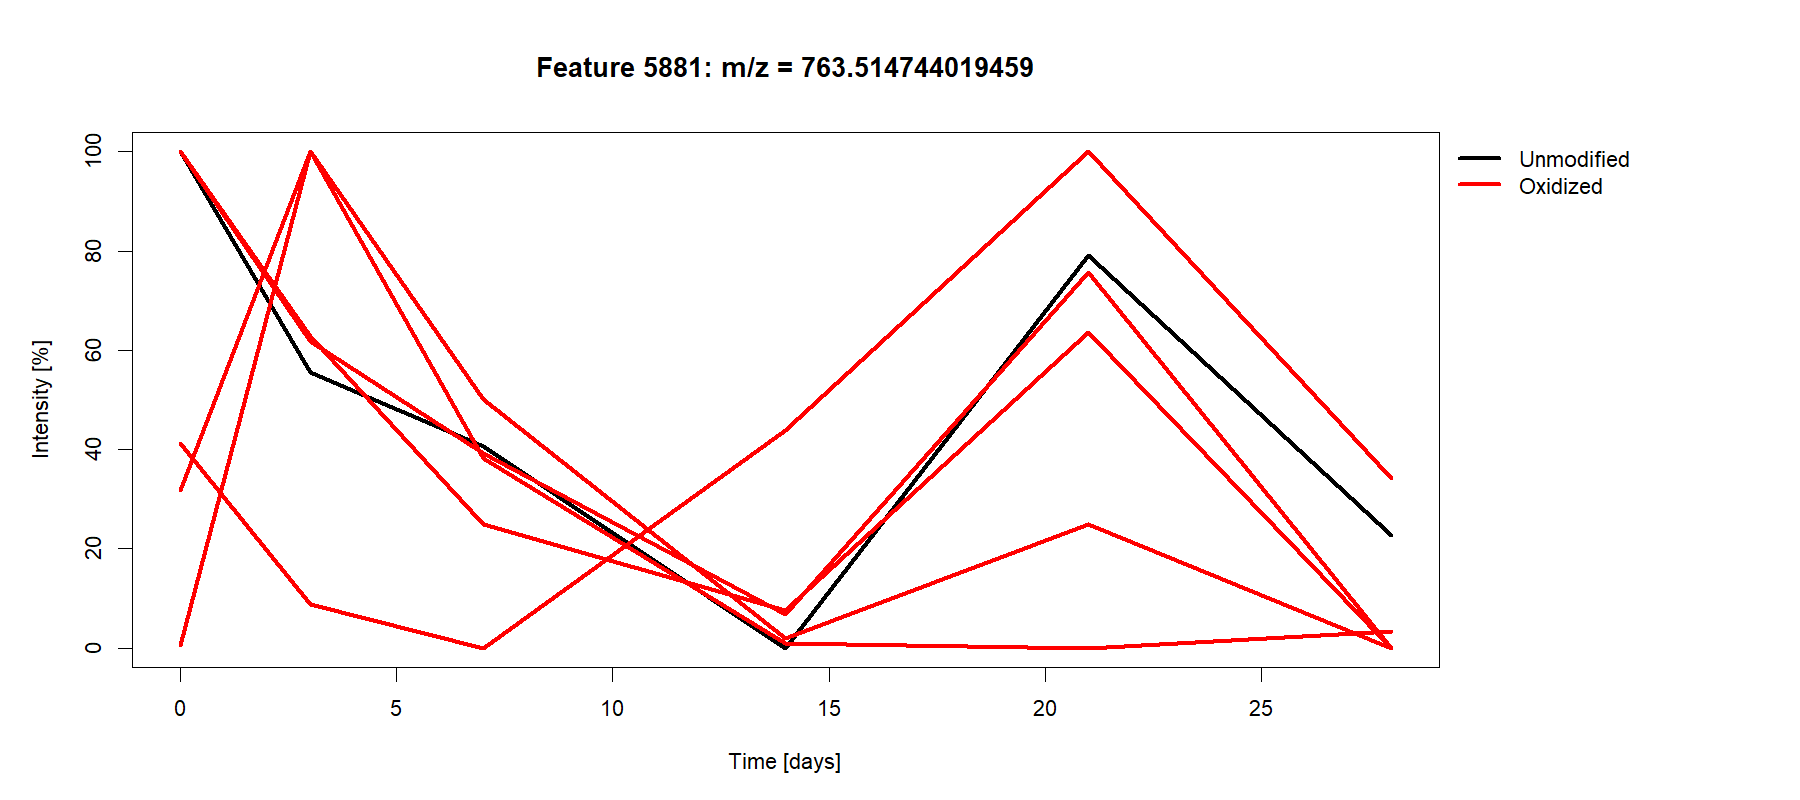 Feature 5881: m/z = 763.514744019459
Unmodified
Oxidized
Intensity [%]
100
80
60
40
20
0
0 5 10 15 20 25
Time [days]